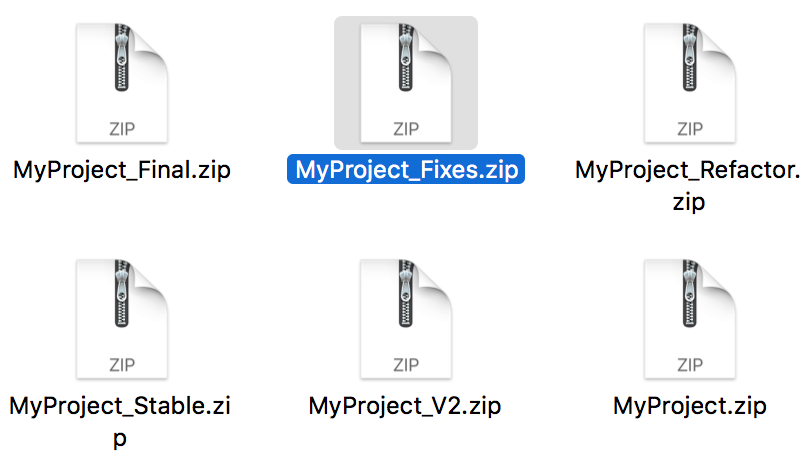 ZIP ZIP ZIP
MyProject_Final.zip MyProject_Fixes.zip MyProject_Refactor.
zip
ZIP ZIP ZIP
MyProject_Stable.zi MyProject_V2.zip MyProject.zip
p